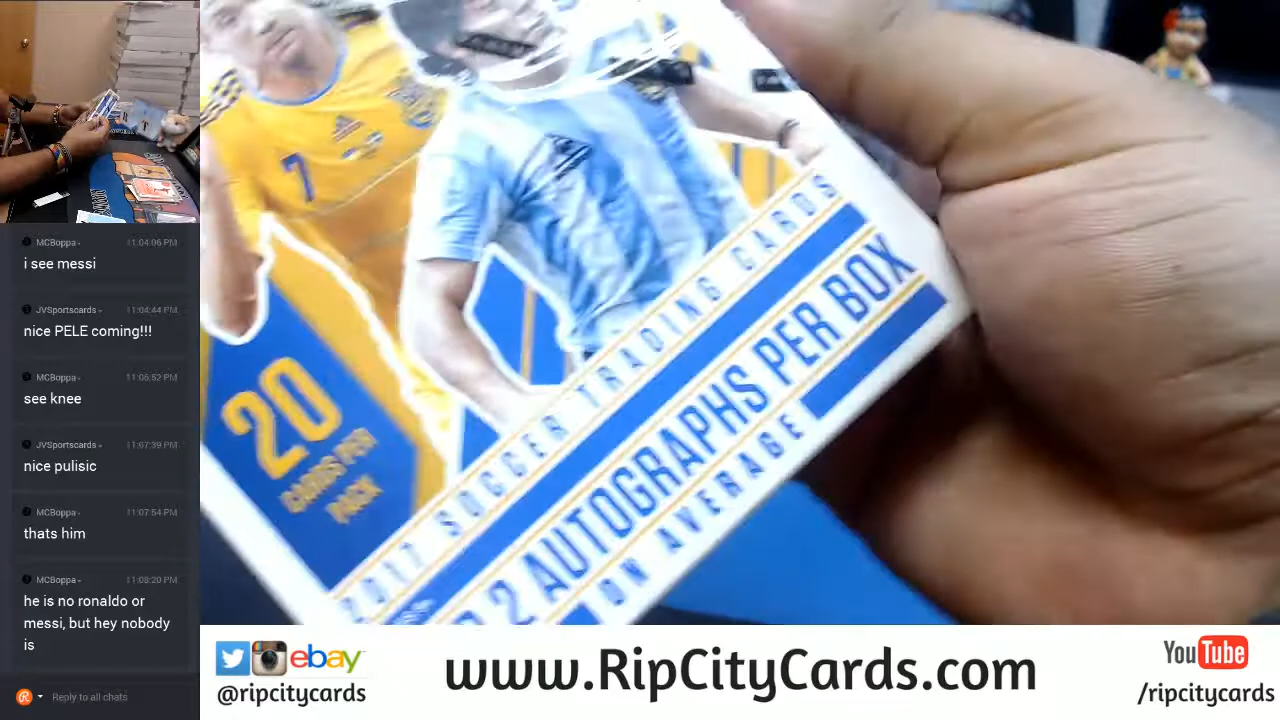 MCBoppa 11:04:06 PM
i see messi
JVSportscards 11:04:44 PM
nice PELE coming!!!
MCBoppa 11:06:52 PM
see knee
JVSportscards 11:07:39 PM
nice pulisic
MCBoppa 11:07:54 PM
thats him
MCBoppa 11:08:20 PM
he is no ronaldo or
messi, but hey nobody
is
Reply to all chats
7
20
CARDS PER
PACK
2017 SOCCER TRADING CARDS
2 AUTOGRAPHS PER BOX
ON AVERAGE
ebay
@ripcitycards
www.RipCityCards.com
YouTube
/ripcitycards